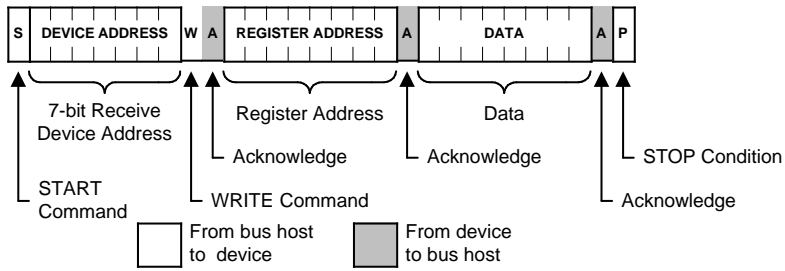 S DEVICE ADDRESS W A REGISTER ADDRESS A DATA A P
7-bit Receive
Device Address
Register Address
Data
Acknowledge
Acknowledge
STOP Condition
START
Command
WRITE Command
Acknowledge
From bus host
to device
From device
to bus host